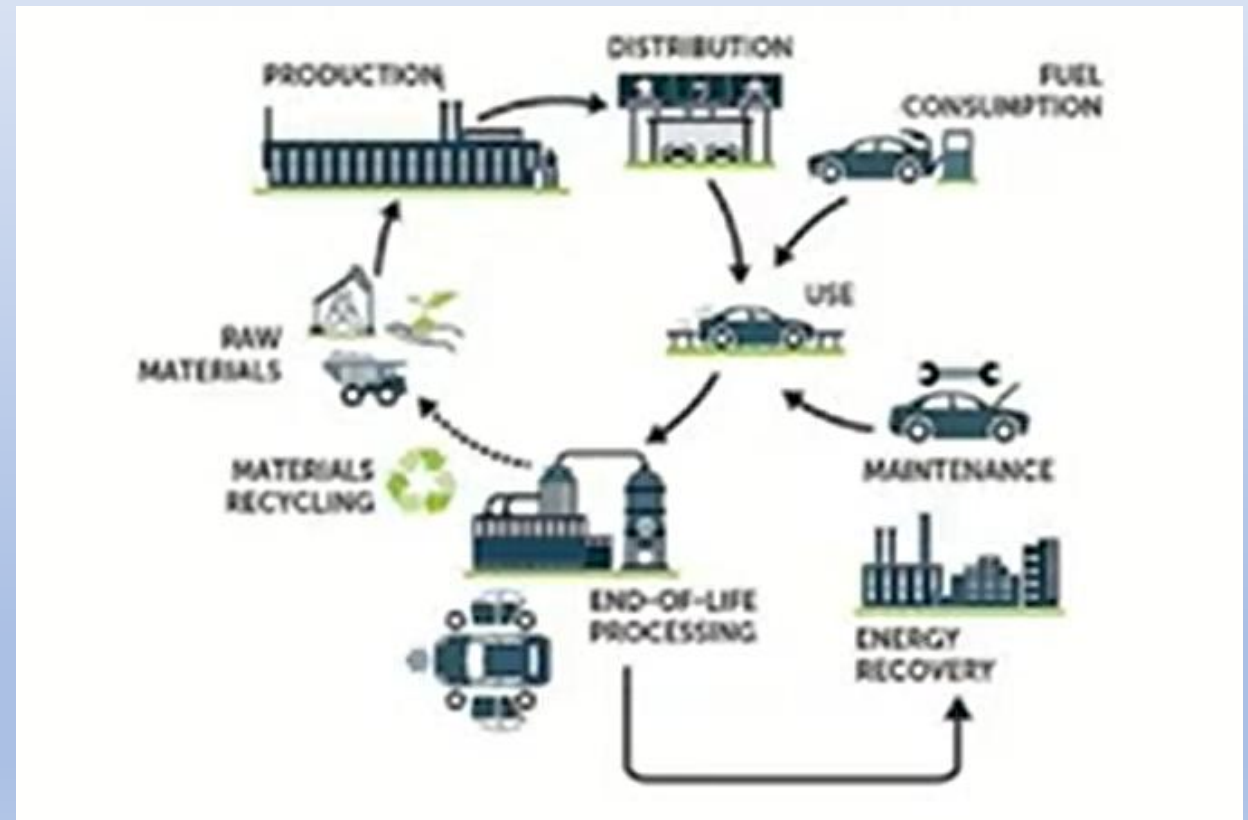 PRODUCTION
DISTRIBUTION
FUEL
CONSUMPTION
USE
RAW
MATERIALS
MATERIALS
RECYCLING
MAINTENANCE
END-OF-LIFE
PROCESSING
ENERGY
RECOVERY